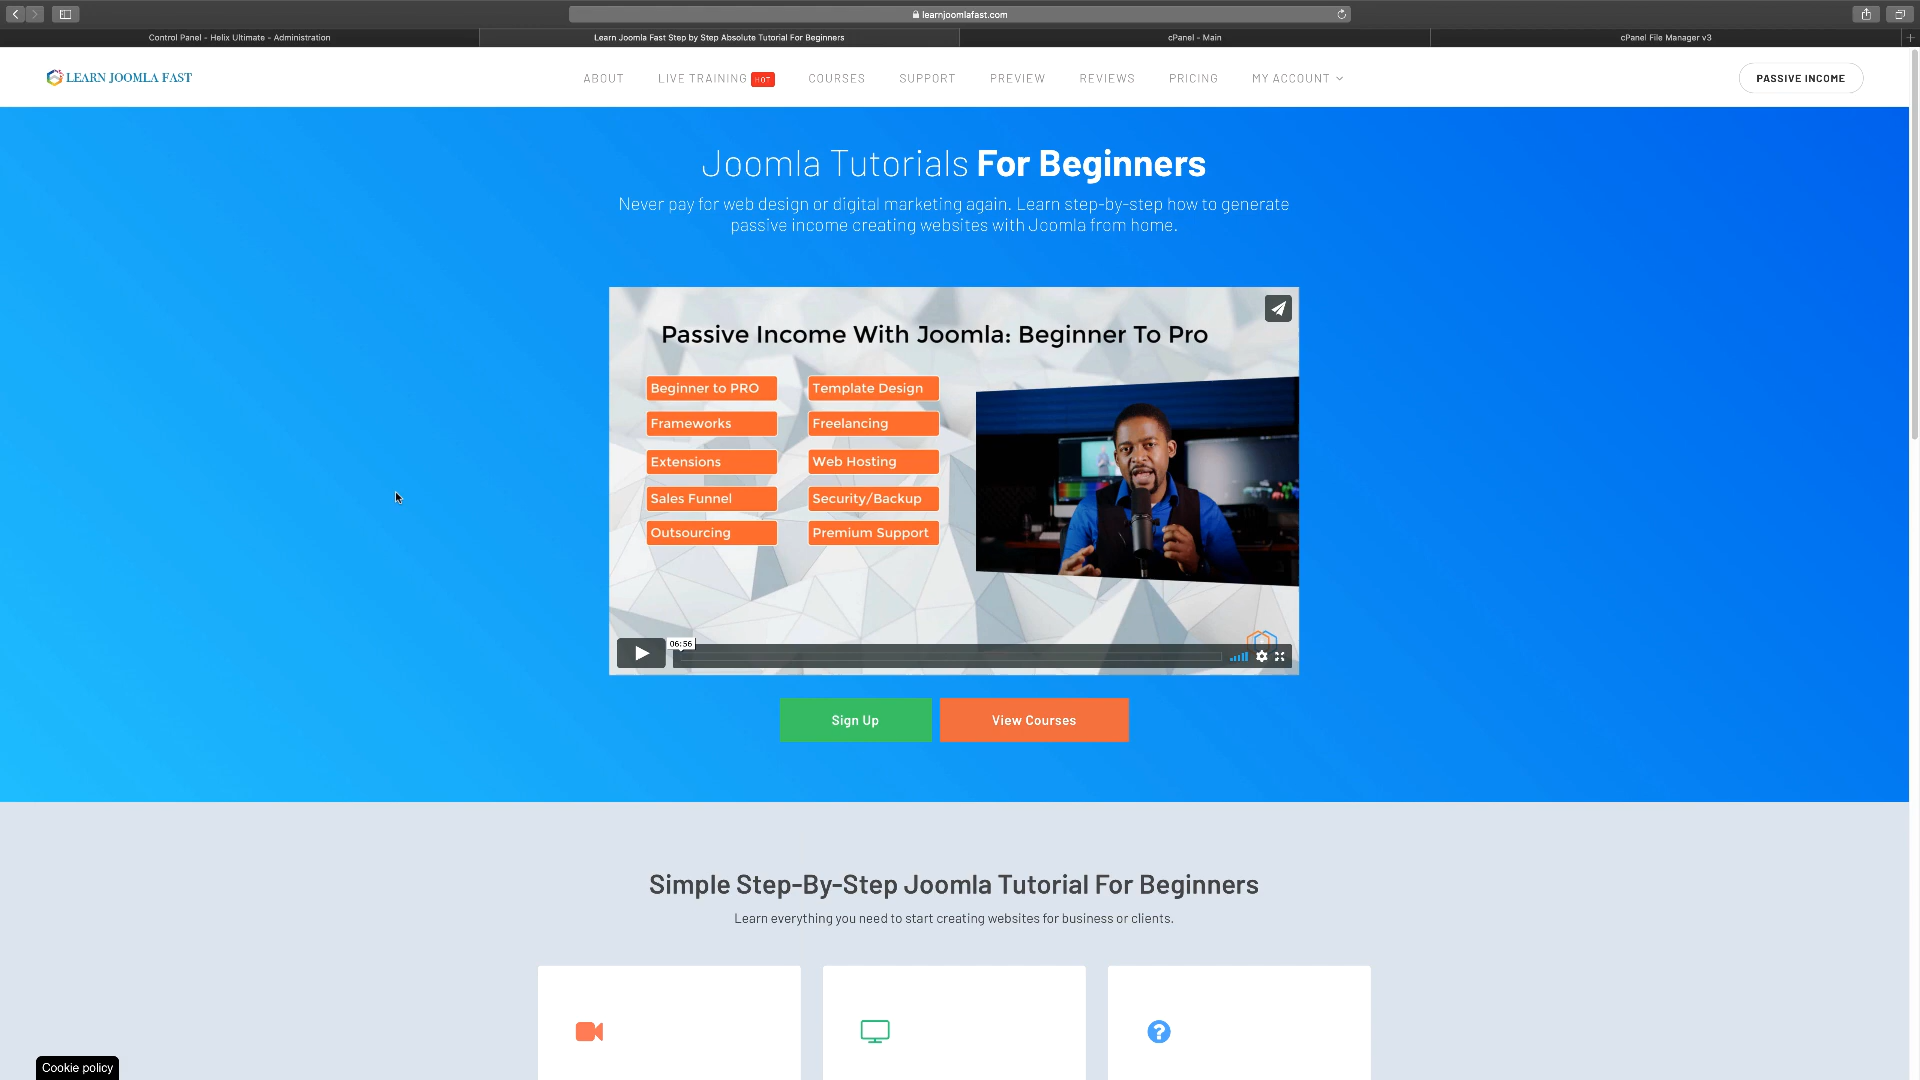 learnjoomlafast.com
Control Panel - Helix Ultimate - Administration
Learn Joomla Fast Step by Step Absolute Tutorial For Beginners
cPanel - Main
cPanel File Manager v3
LEARN JOOMLA FAST
ABOUT
LIVE TRAINING HOT
COURSES
SUPPORT
PREVIEW
REVIEWS
PRICING
MY ACCOUNT
PASSIVE INCOME
Joomla Tutorials For Beginners
Never pay for web design or digital marketing again. Learn step-by-step how to generate
passive income creating websites with Joomla from home.
Passive Income With Joomla: Beginner To Pro
Beginner to PRO
Template Design
Frameworks
Freelancing
Extensions
Web Hosting
Sales Funnel
Security/Backup
Outsourcing
Premium Support
06:56
Sign Up
View Courses
Simple Step-By-Step Joomla Tutorial For Beginners
Learn everything you need to start creating websites for business or clients.
Cookie policy